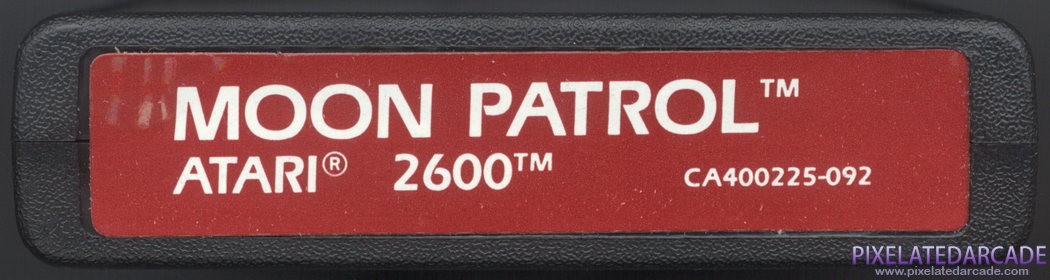 MOON PATROL™
ATARI® 2600™
CA400225-092
PIXELATEDARCADE
www.pixelatedarcade.com